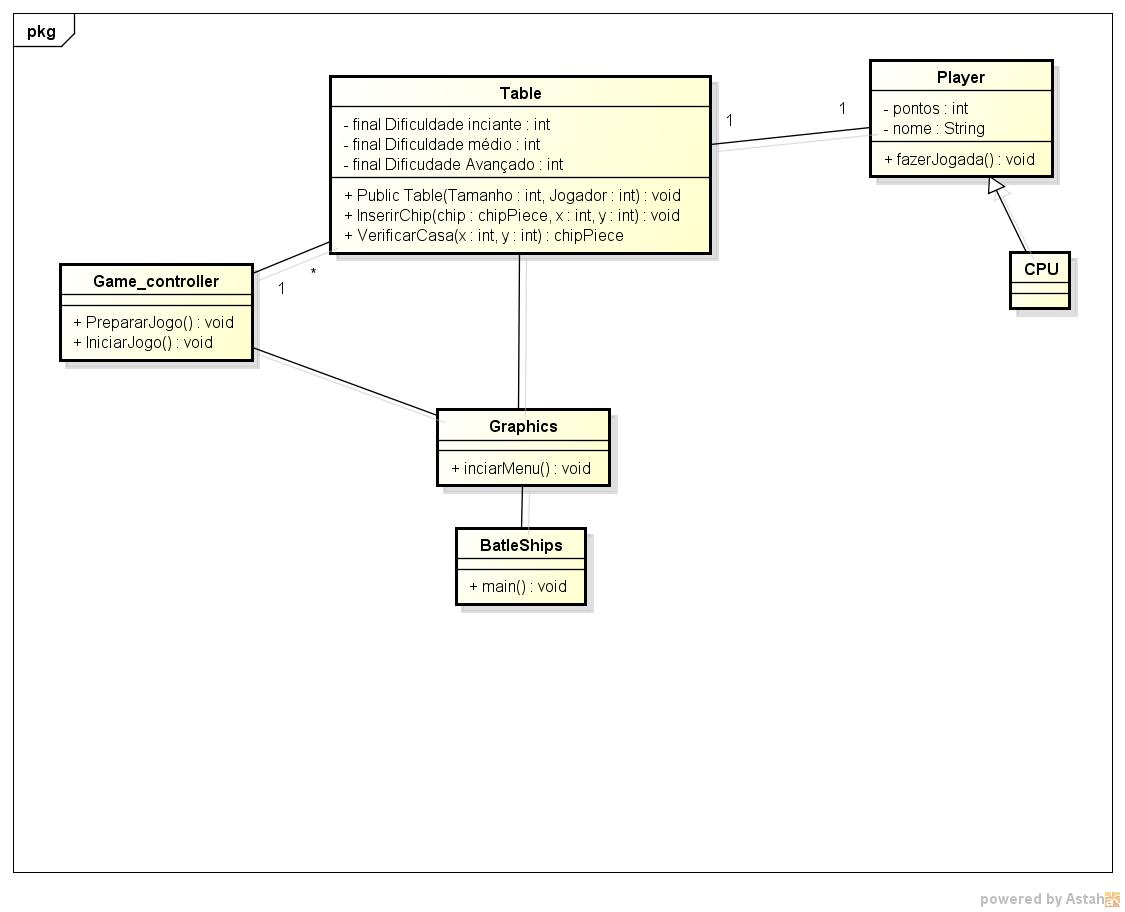 pkg
Table
- final Dificuldade inciante : int
- final Dificuldade médio : int
- final Dificudade Avançado : int
+ Public Table(Tamanho : int, Jogador : int) : void
+ InserirChip(chip : chipPiece, x : int, y : int) : void
+ VerificarCasa(x : int, y : int) : chipPiece
1
1
Player
- pontos : int
- nome : String
+ fazerJogada() : void
CPU
Game_controller
+ PrepararJogo() : void
+ IniciarJogo() : void
*
1
Graphics
+ inciarMenu() : void
BatleShips
+ main() : void
powered by Astah